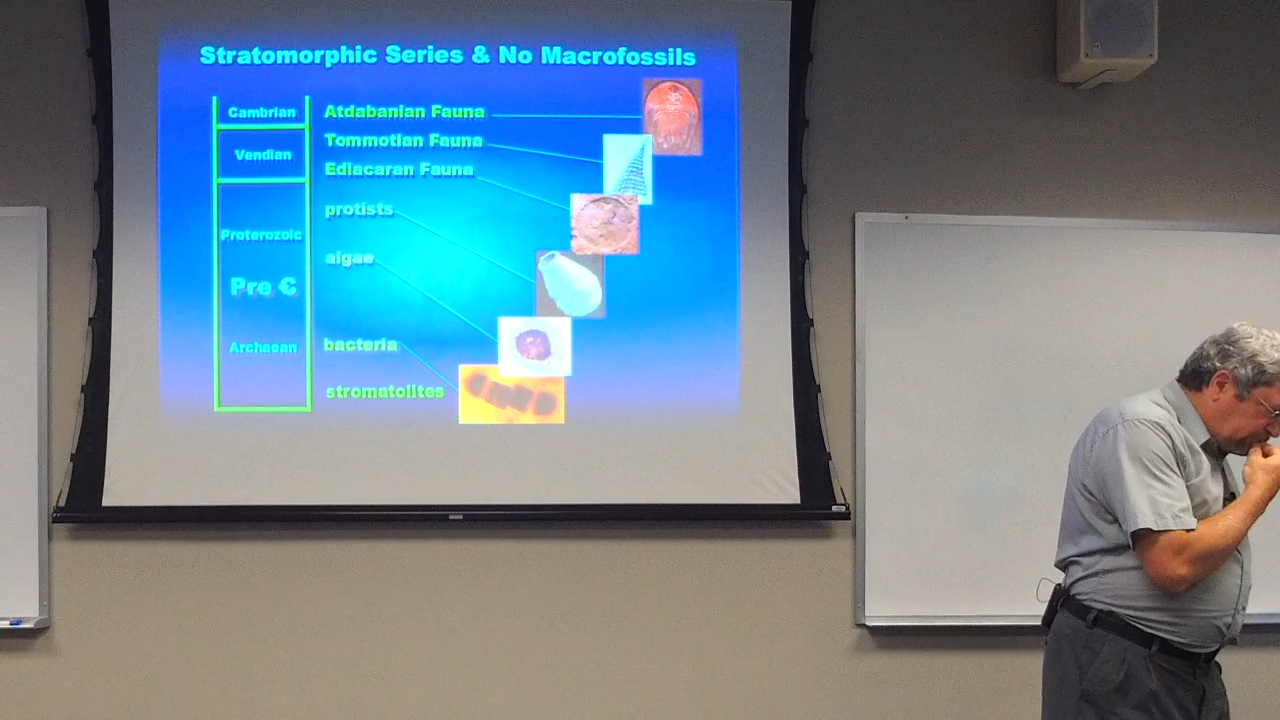 Stratomorphic Series & No Macrofossils
Cambrian
Atdabanian Fauna
Tommotian Fauna
Vendian
Ediacaran Fauna
protists
Proterozoic
algae
Pre €
Archaean
bacteria
stromatolites